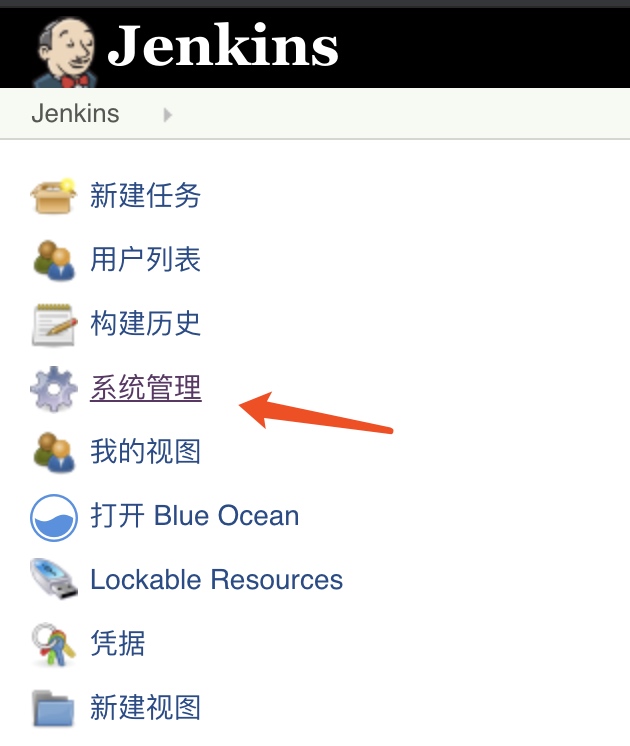 Jenkins
Jenkins
新建任务
用户列表
构建历史
系统管理
我的视图
打开 Blue Ocean
Lockable Resources
凭据
新建视图